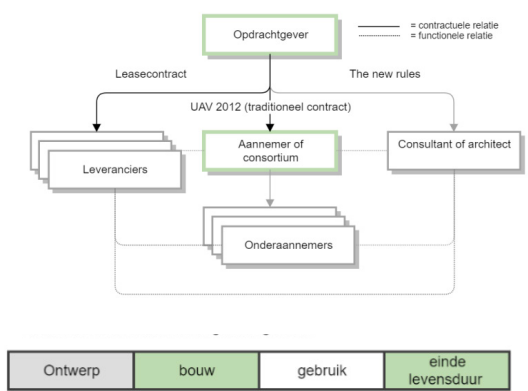 Opdrachtgever
= contractuele relatie
= functionele relatie
Leasecontract
The new rules
UAV 2012 (traditioneel contract)
Leveranciers
Aannemer of
consortium
Consultant of architect
Onderaannemers
Ontwerp
bouw
gebruik
einde
levensduur